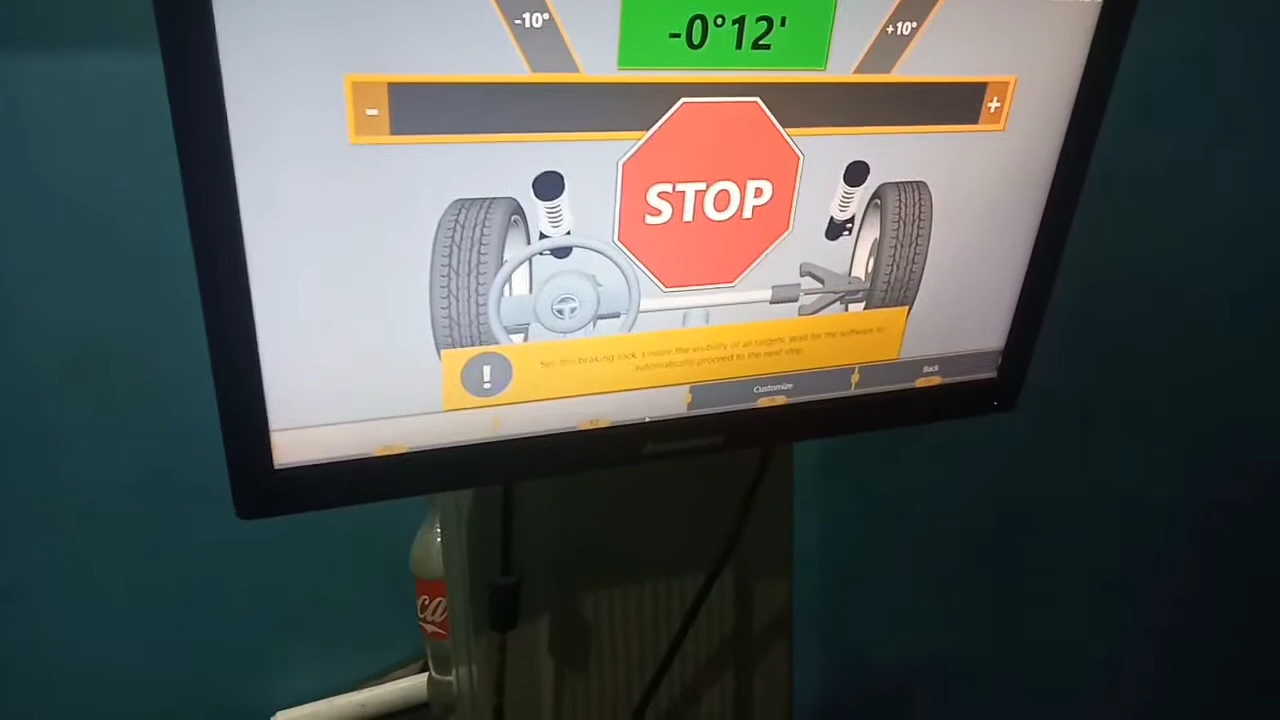 -10°
-0°12'
+10°
-
+
STOP
! Set the braking lock. Ensure the visibility of all targets. Wait for the software to
automatically proceed to the next step.
Customize
Back
ca